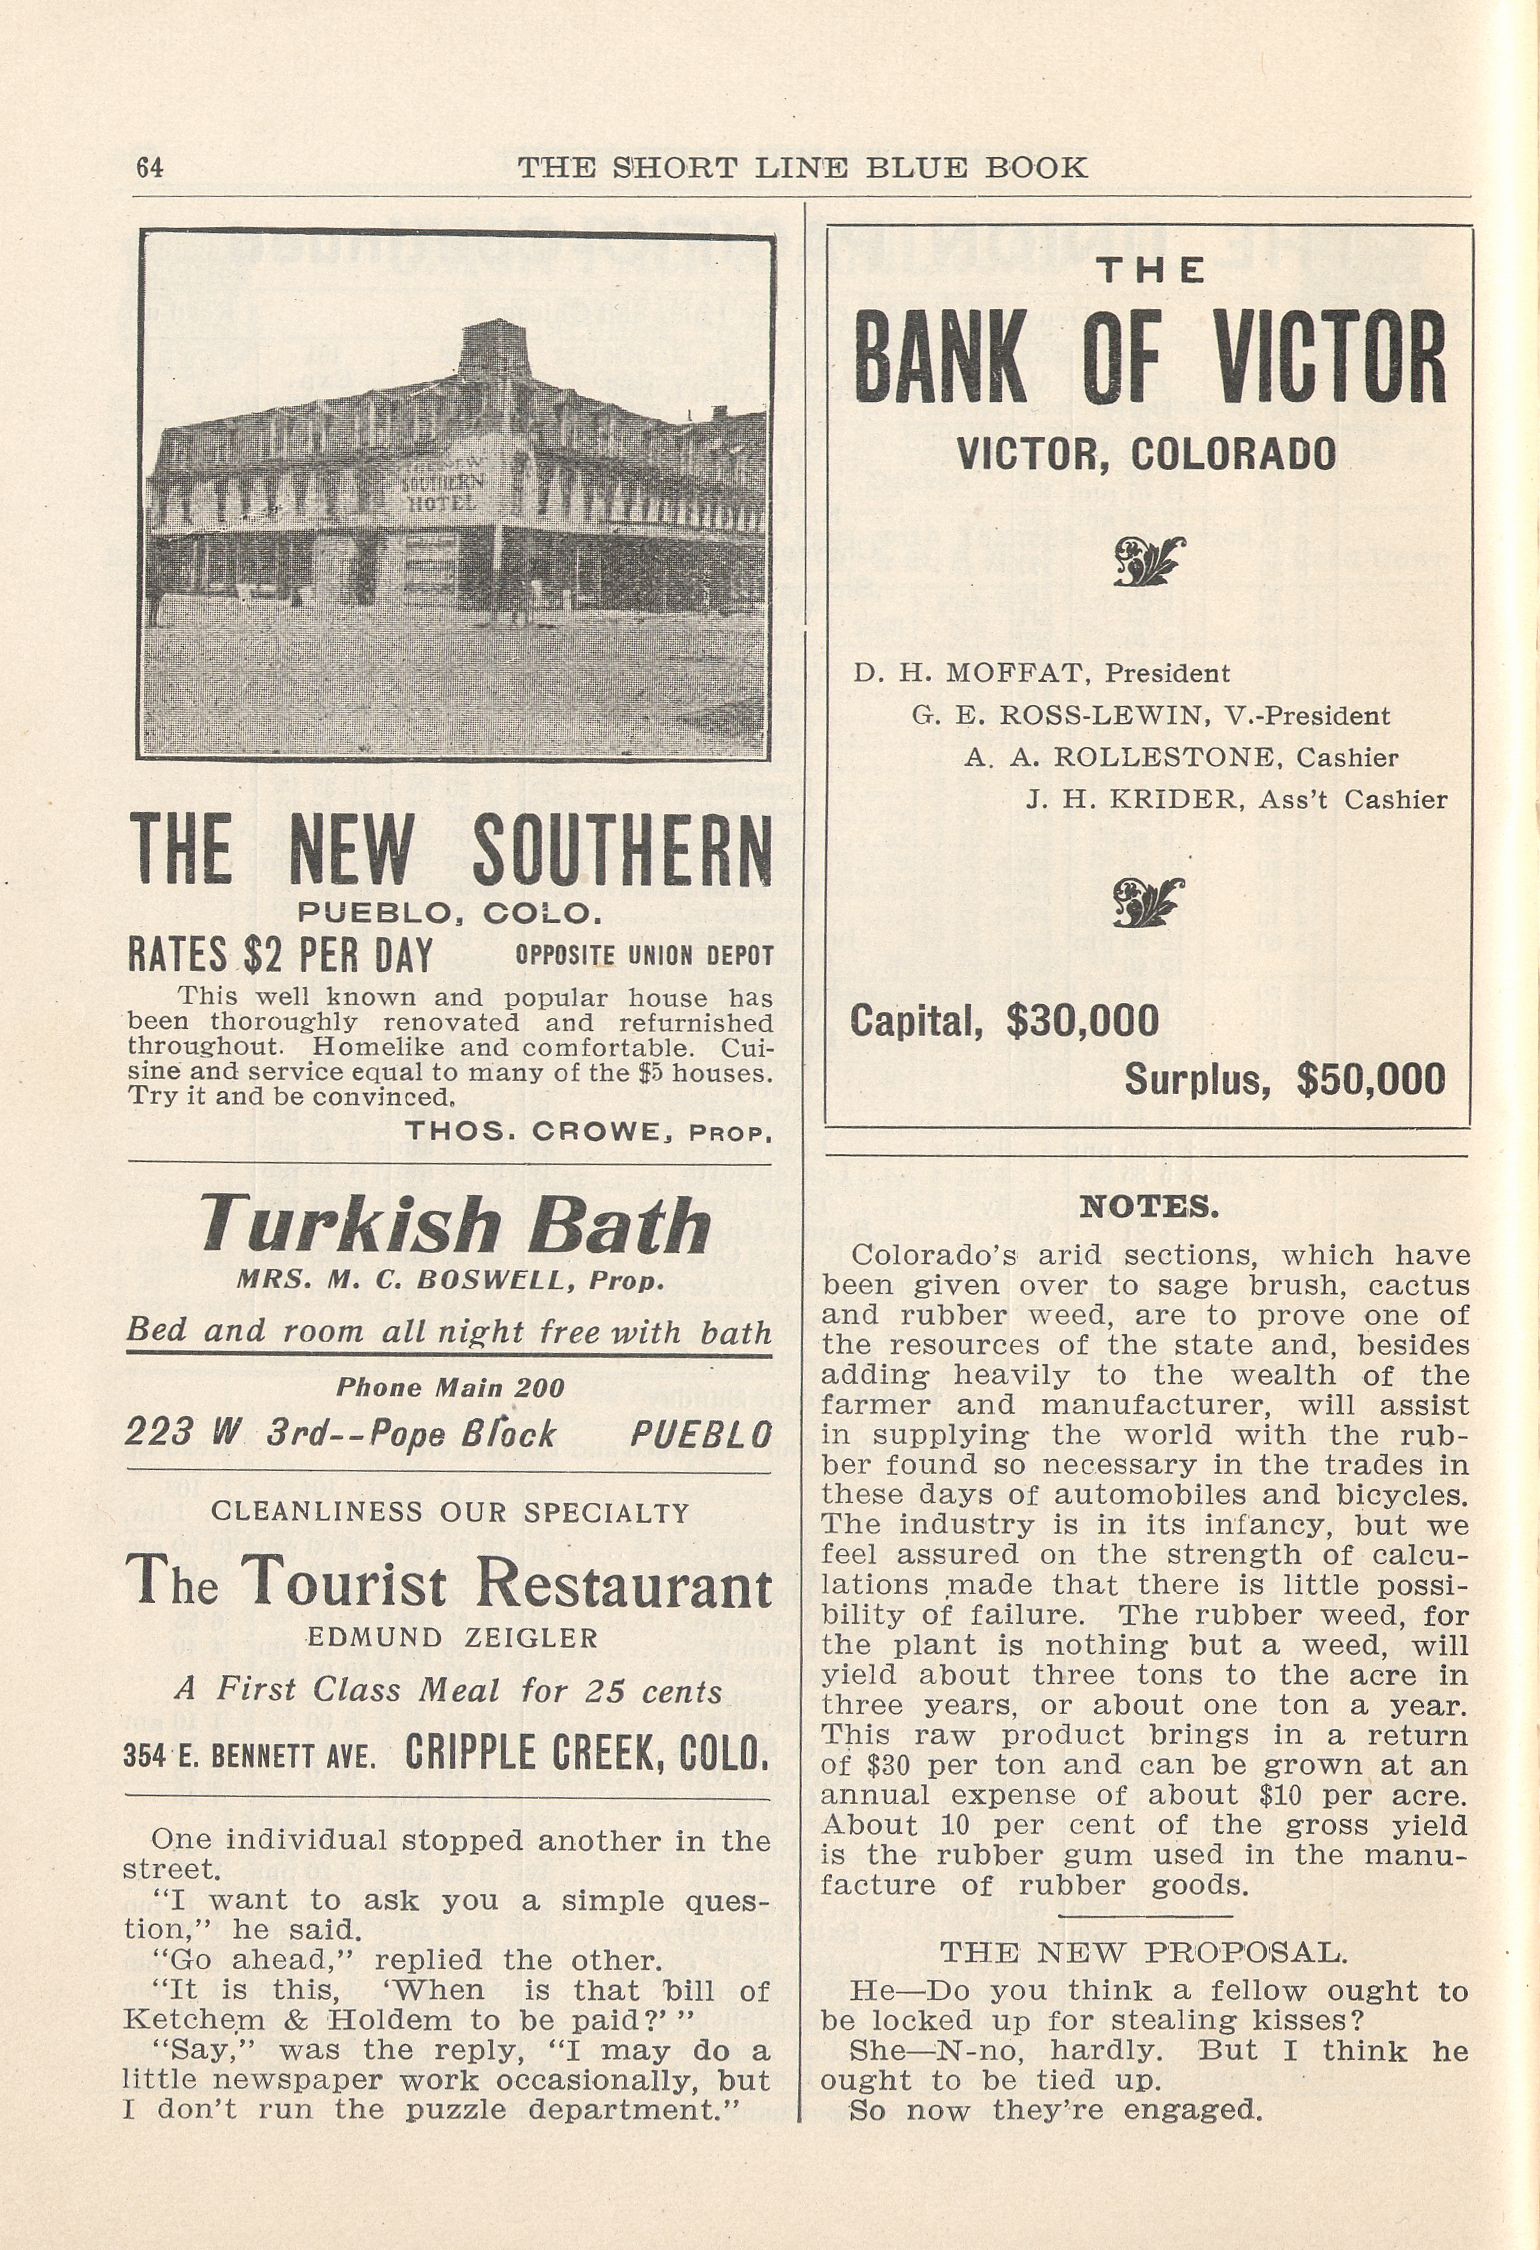 64
THE SHORT LINE BLUE BOOK
SOUTHERN
HOTEL
THE NEW SOUTHERN
PUEBLO, COLO.
RATES $2 PER DAY OPPOSITE UNION DEPOT
This well known and popular house has
been thoroughly renovated and refurnished
throughout. Homelike and comfortable. Cui-
sine and service equal to many of the $5 houses.
Try it and be convinced.
THOS. CROWE, PROP.
Turkish Bath
MRS. M. C. BOSWELL, Prop.
Bed and room all night free with bath
Phone Main 200
223 W 3rd--Pope Block PUEBLO
CLEANLINESS OUR SPECIALTY
The Tourist Restaurant
EDMUND ZEIGLER
A First Class Meal for 25 cents
354 E. BENNETT AVE. CRIPPLE CREEK, COLO.
One individual stopped another in the
street.
"I want to ask you a simple ques-
tion," he said.
"Go ahead," replied the other.
"It is this, 'When is that bill of
Ketchem & Holdem to be paid?' "
"Say," was the reply, "I may do a
little newspaper work occasionally, but
I don't run the puzzle department."
THE
BANK OF VICTOR
VICTOR, COLORADO
D. H. MOFFAT, President
G. E. ROSS-LEWIN, V.-President
A. A. ROLLESTONE, Cashier
J. H. KRIDER, Ass't Cashier
Capital, $30,000
Surplus, $50,000
NOTES.
Colorado's arid sections, which have
been given over to sage brush, cactus
and rubber weed, are to prove one of
the resources of the state and, besides
adding heavily to the wealth of the
farmer and manufacturer, will assist
in supplying the world with the rub-
ber found so necessary in the trades in
these days of automobiles and bicycles.
The industry is in its infancy, but we
feel assured on the strength of calcu-
lations made that there is little possi-
bility of failure. The rubber weed, for
the plant is nothing but a weed, will
yield about three tons to the acre in
three years, or about one ton a year.
This raw product brings in a return
of $30 per ton and can be grown at an
annual expense of about $10 per acre.
About 10 per cent of the gross yield
is the rubber gum used in the manu-
facture of rubber goods.
THE NEW PROPOSAL.
He—Do you think a fellow ought to
be locked up for stealing kisses?
She—N-no, hardly. But I think he
ought to be tied up.
So now they're engaged.